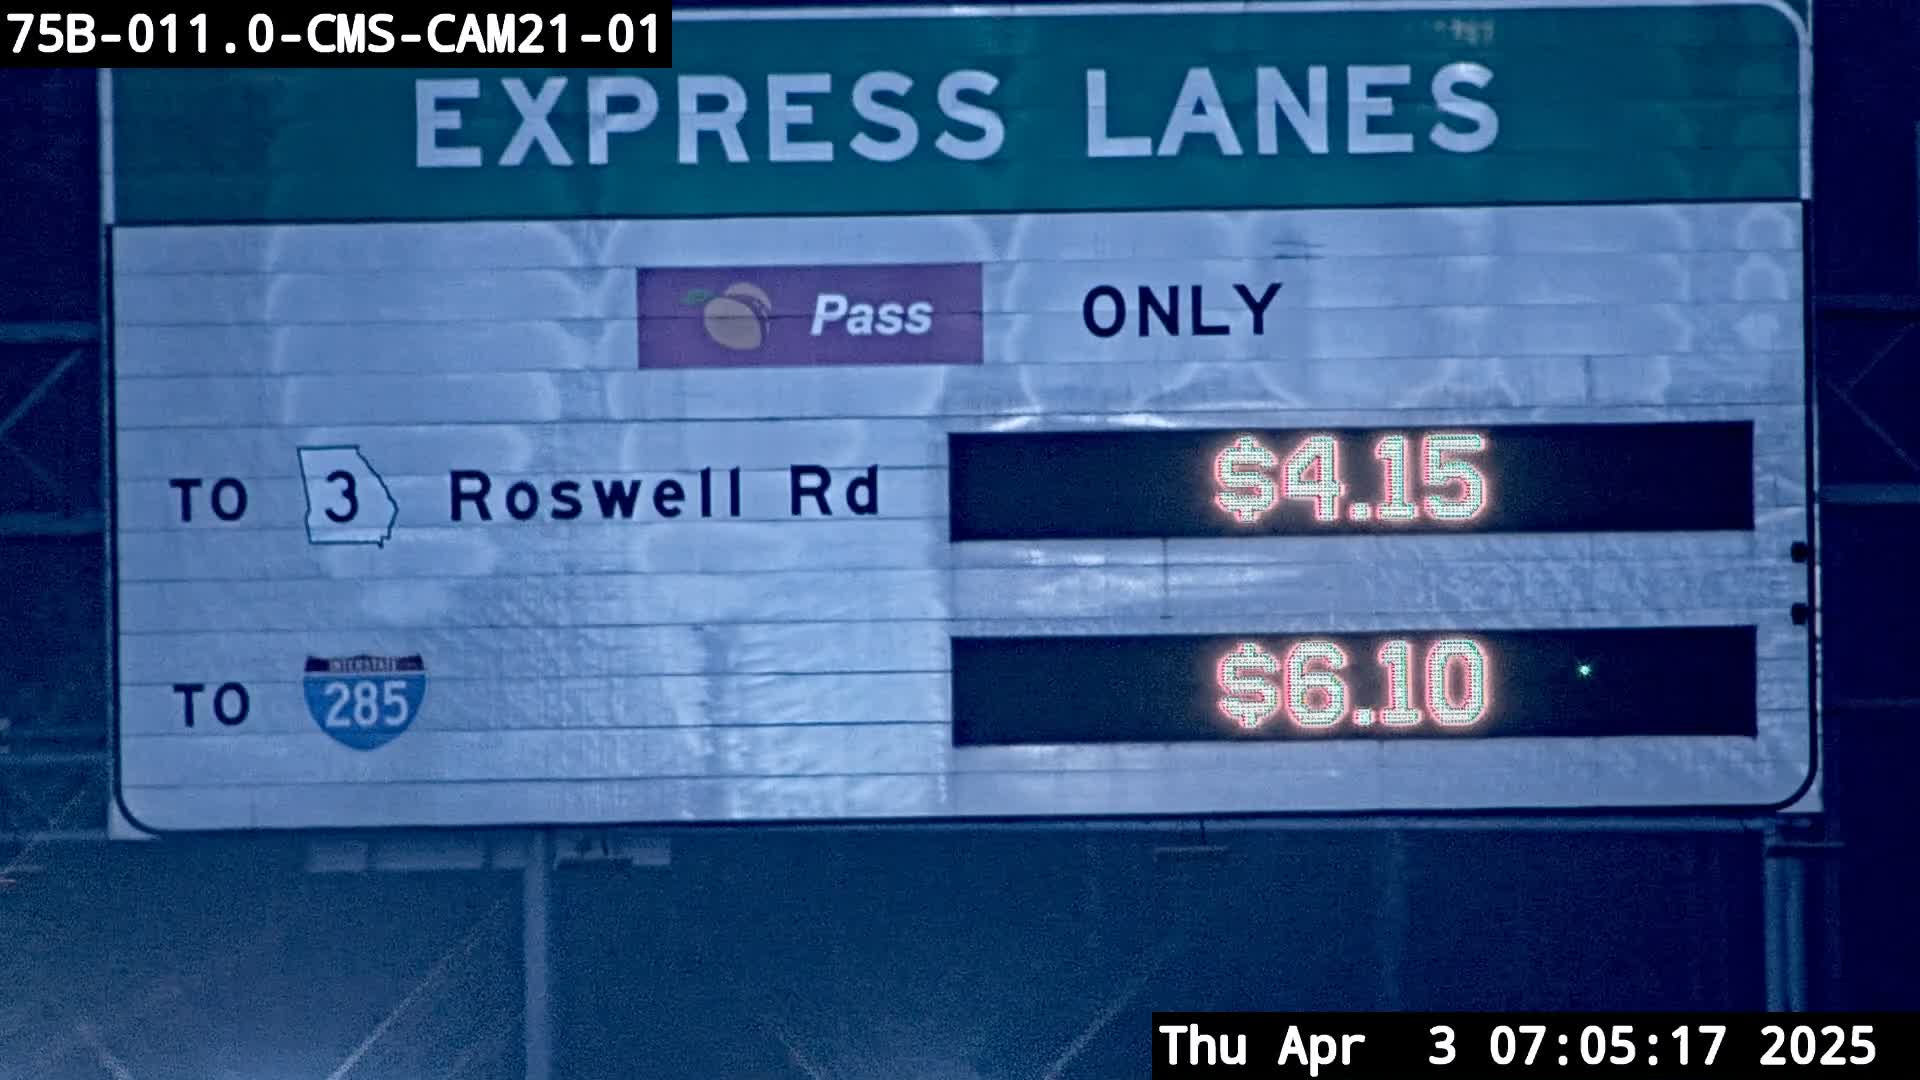 75B-011.0-CMS-CAM21-01
EXPRESS LANES
Pass ONLY
TO 3 Roswell Rd $4.15
TO INTERSTATE 285 $6.10
Thu Apr 3 07:05:17 2025